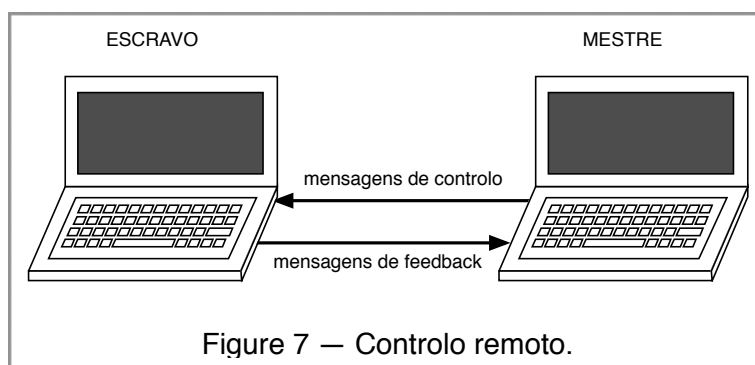 ESCRAVO
MESTRE
mensagens de controlo
mensagens de feedback
Figure 7 — Controlo remoto.